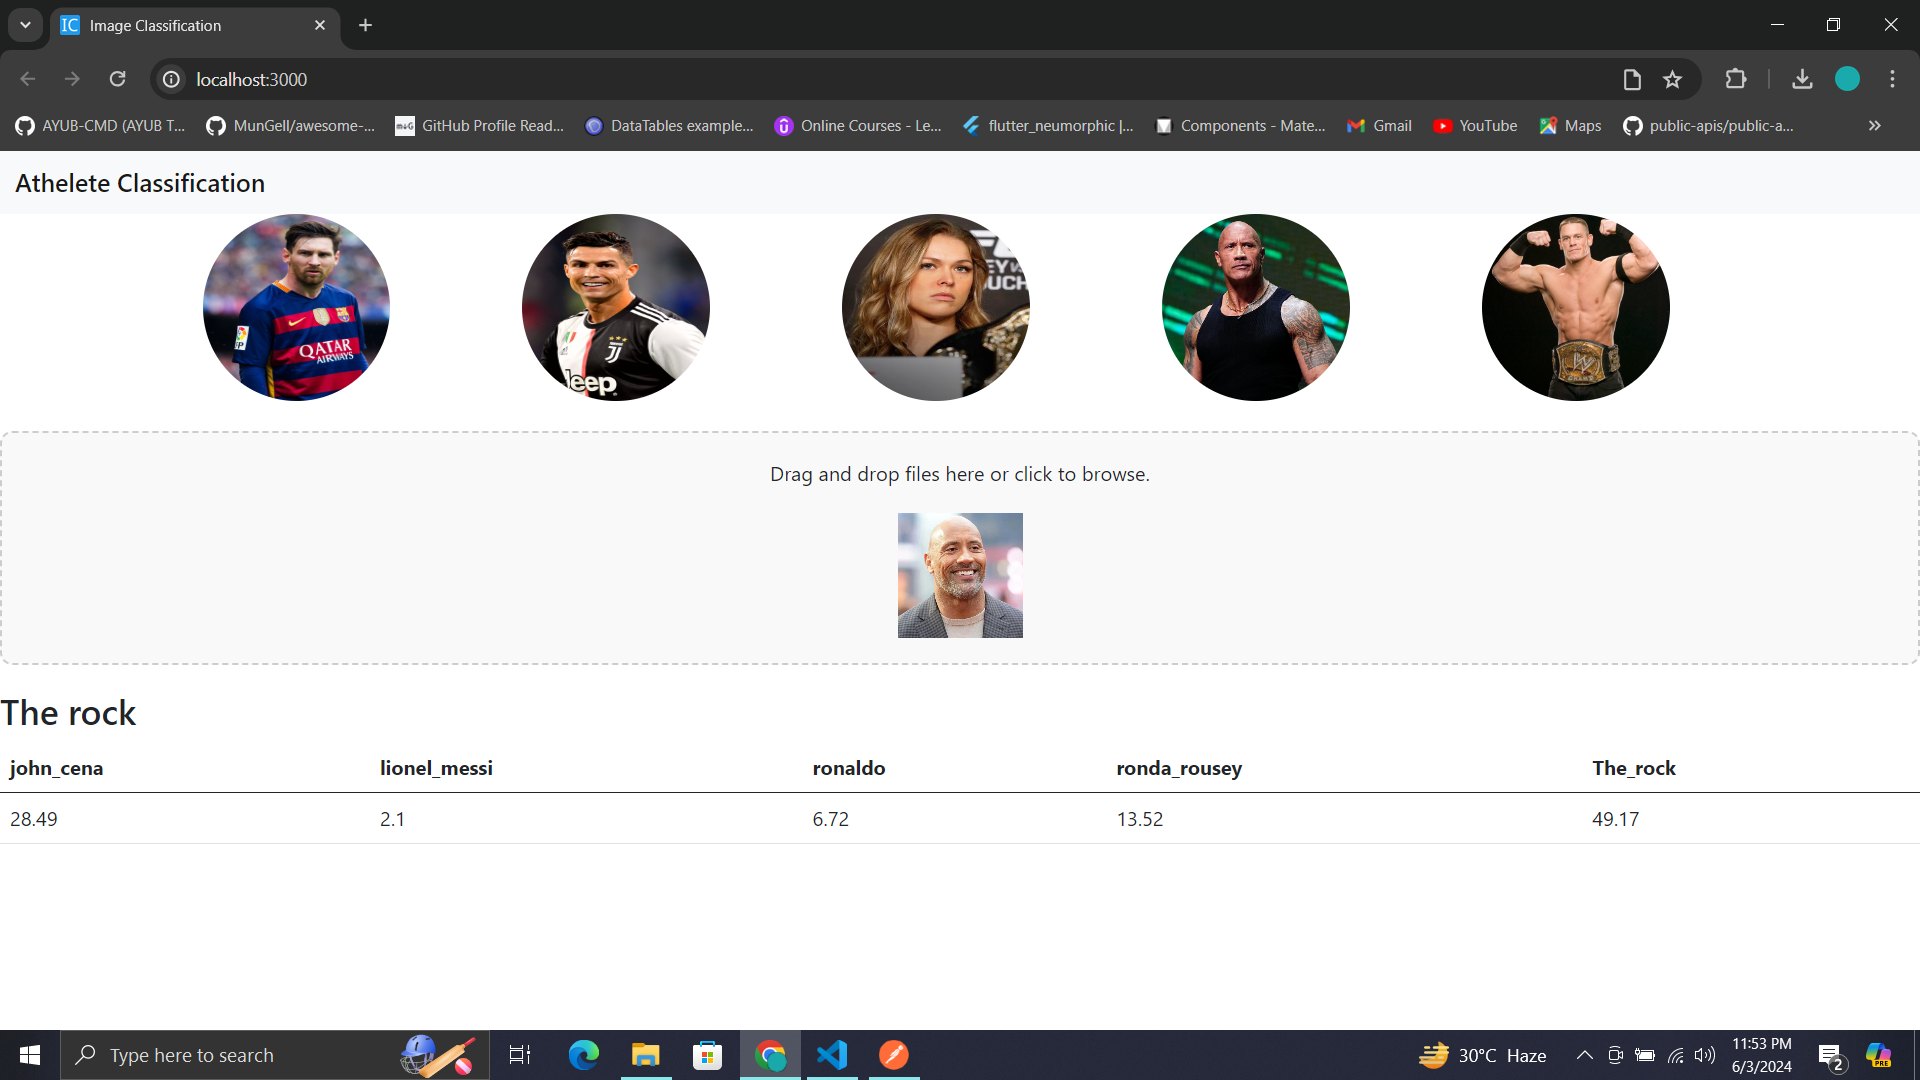 IC Image Classification
localhost:3000
AYUB-CMD (AYUB T... MunGell/awesome-... m+G GitHub Profile Read... DataTables example... Online Courses - Le... flutter_neumorphic |... Components - Mate... Gmail YouTube Maps public-apis/public-a...
Athelete Classification
QATAR
AIRWAYS
Jeep
EY
OUCH
Drag and drop files here or click to browse.
The rock
john_cena lionel_messi ronaldo ronda_rousey The_rock
28.49 2.1 6.72 13.52 49.17
Type here to search
30°C Haze
11:53 PM
6/3/2024
2
PRE